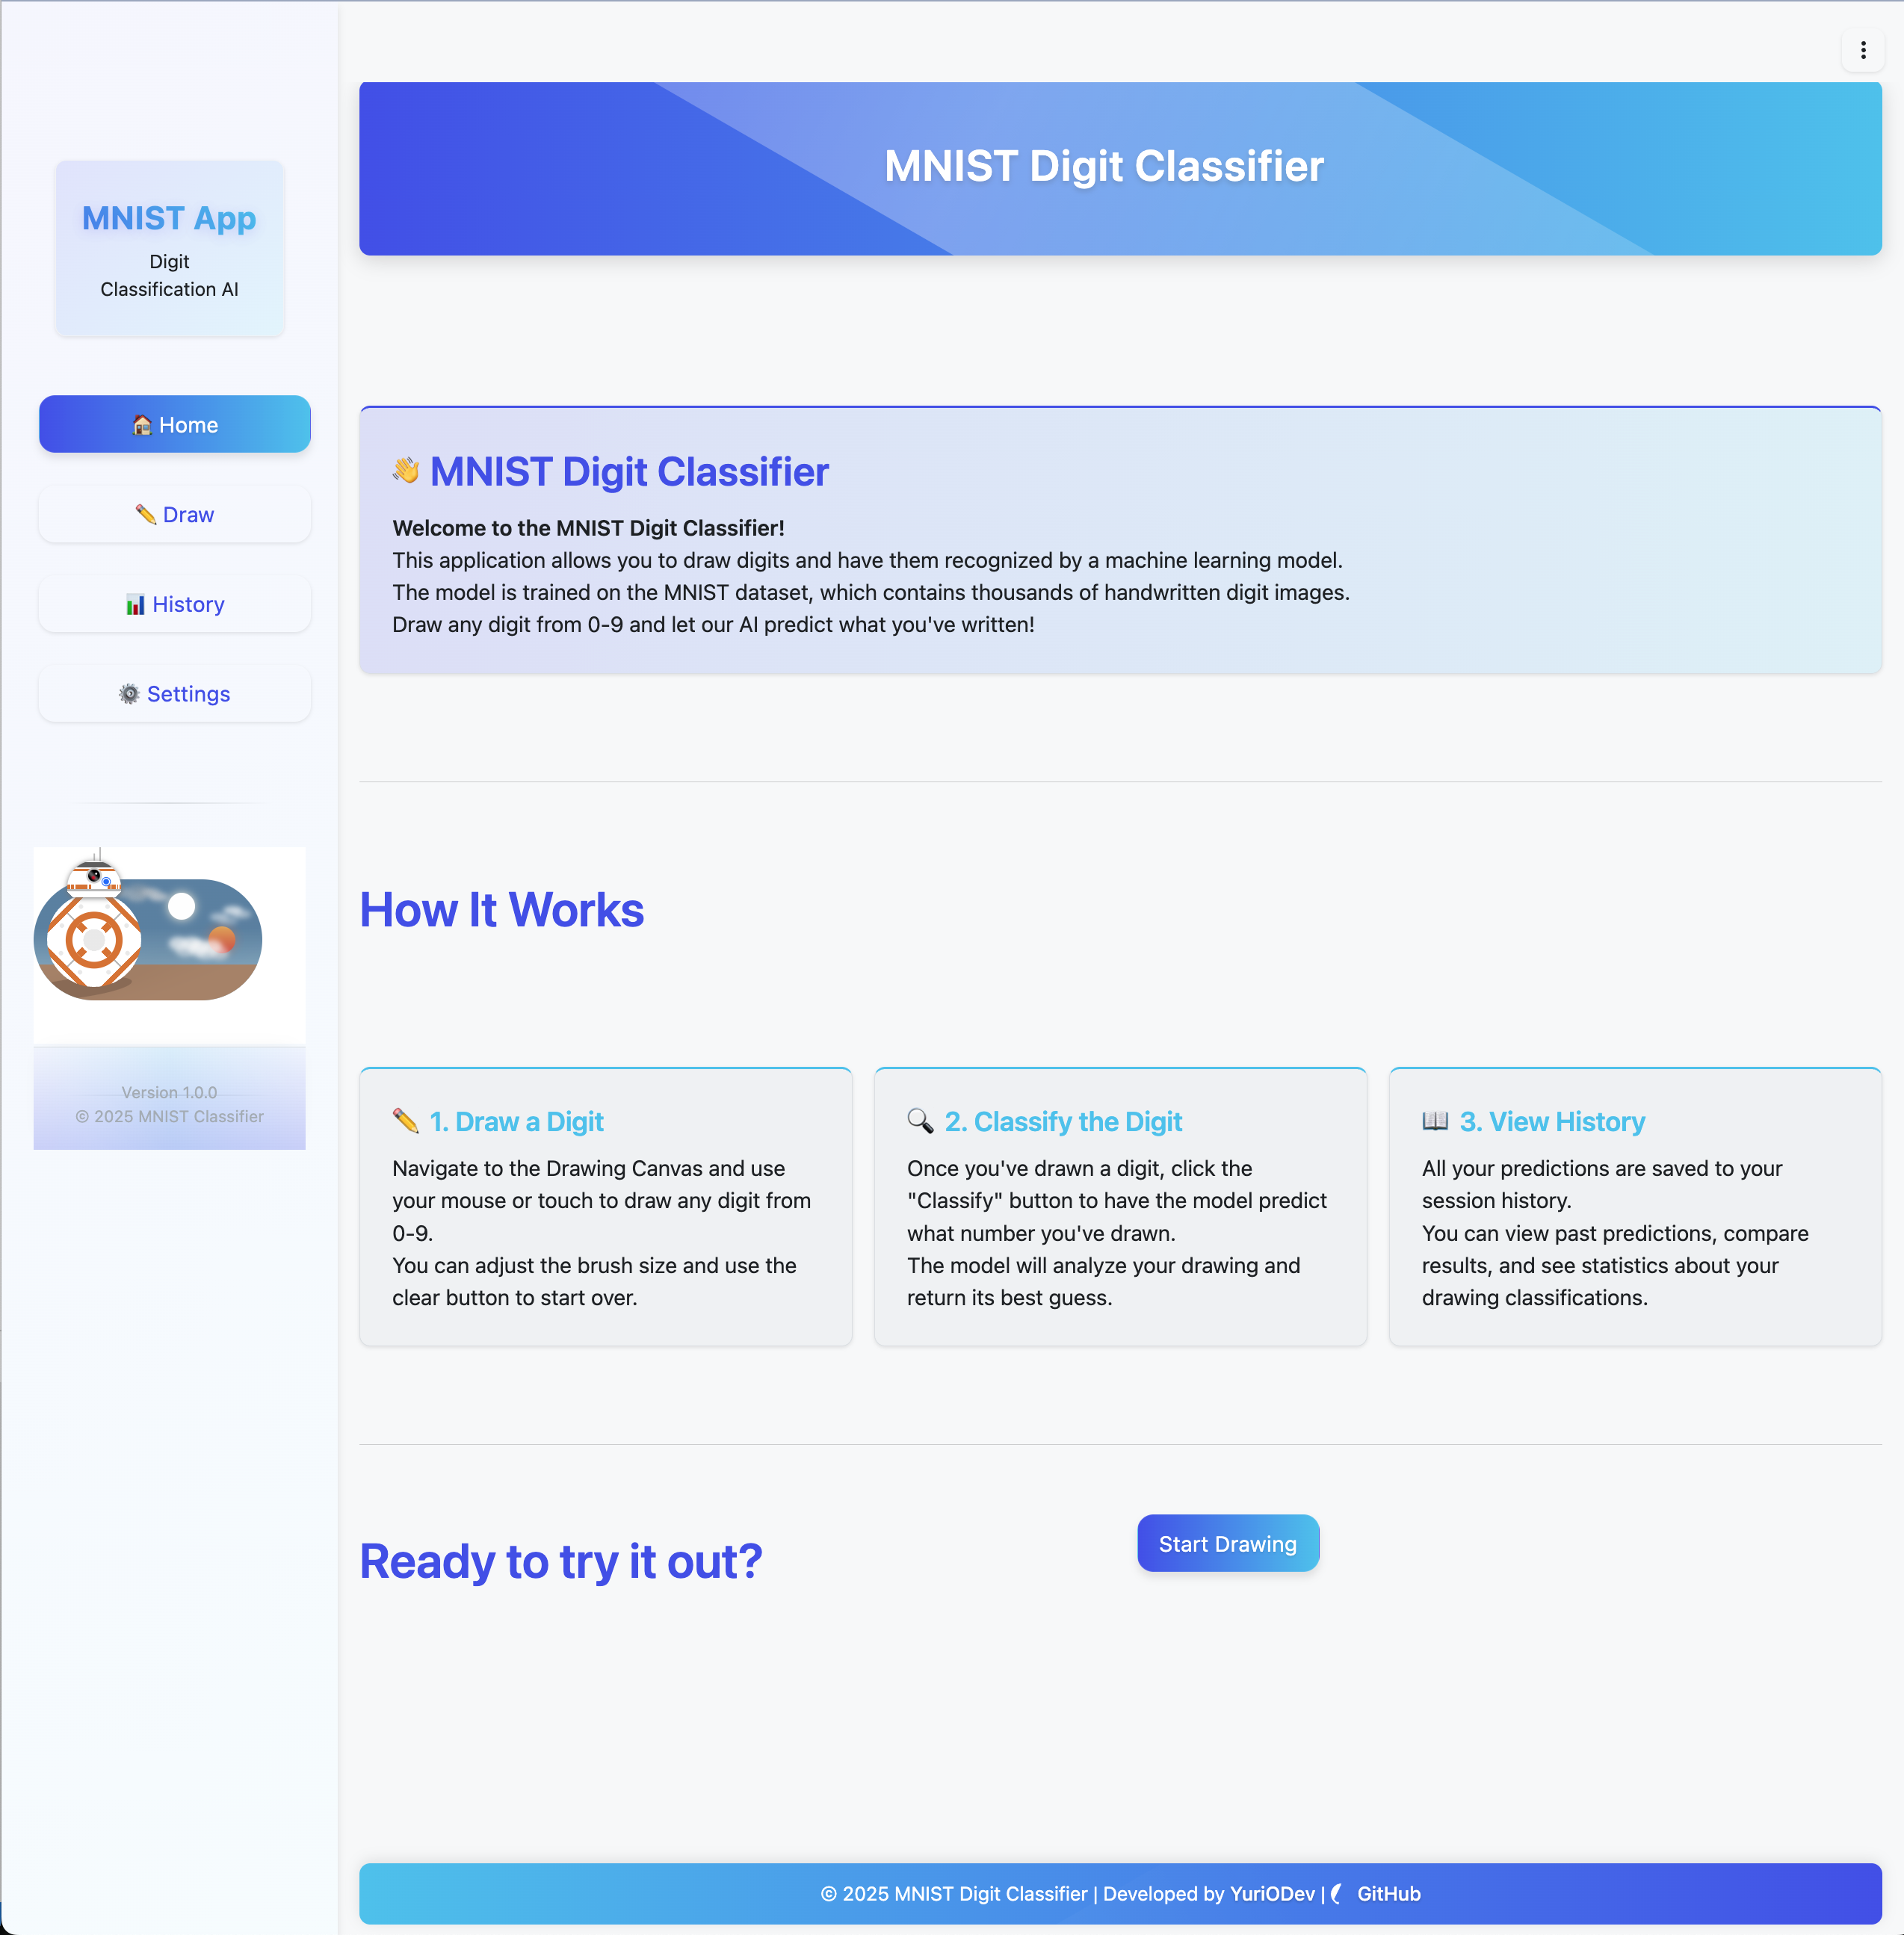 MNIST App
Digit
Classification AI
🏠 Home
✏️ Draw
📊 History
⚙️ Settings
Version 1.0.0
© 2025 MNIST Classifier
MNIST Digit Classifier
👋 MNIST Digit Classifier
Welcome to the MNIST Digit Classifier!
This application allows you to draw digits and have them recognized by a machine learning model.
The model is trained on the MNIST dataset, which contains thousands of handwritten digit images.
Draw any digit from 0-9 and let our AI predict what you've written!
How It Works
✏️ 1. Draw a Digit
Navigate to the Drawing Canvas and use
your mouse or touch to draw any digit from
0-9.
You can adjust the brush size and use the
clear button to start over.
🔍 2. Classify the Digit
Once you've drawn a digit, click the
"Classify" button to have the model predict
what number you've drawn.
The model will analyze your drawing and
return its best guess.
📖 3. View History
All your predictions are saved to your
session history.
You can view past predictions, compare
results, and see statistics about your
drawing classifications.
Ready to try it out?
Start Drawing
© 2025 MNIST Digit Classifier | Developed by YuriODev | GitHub